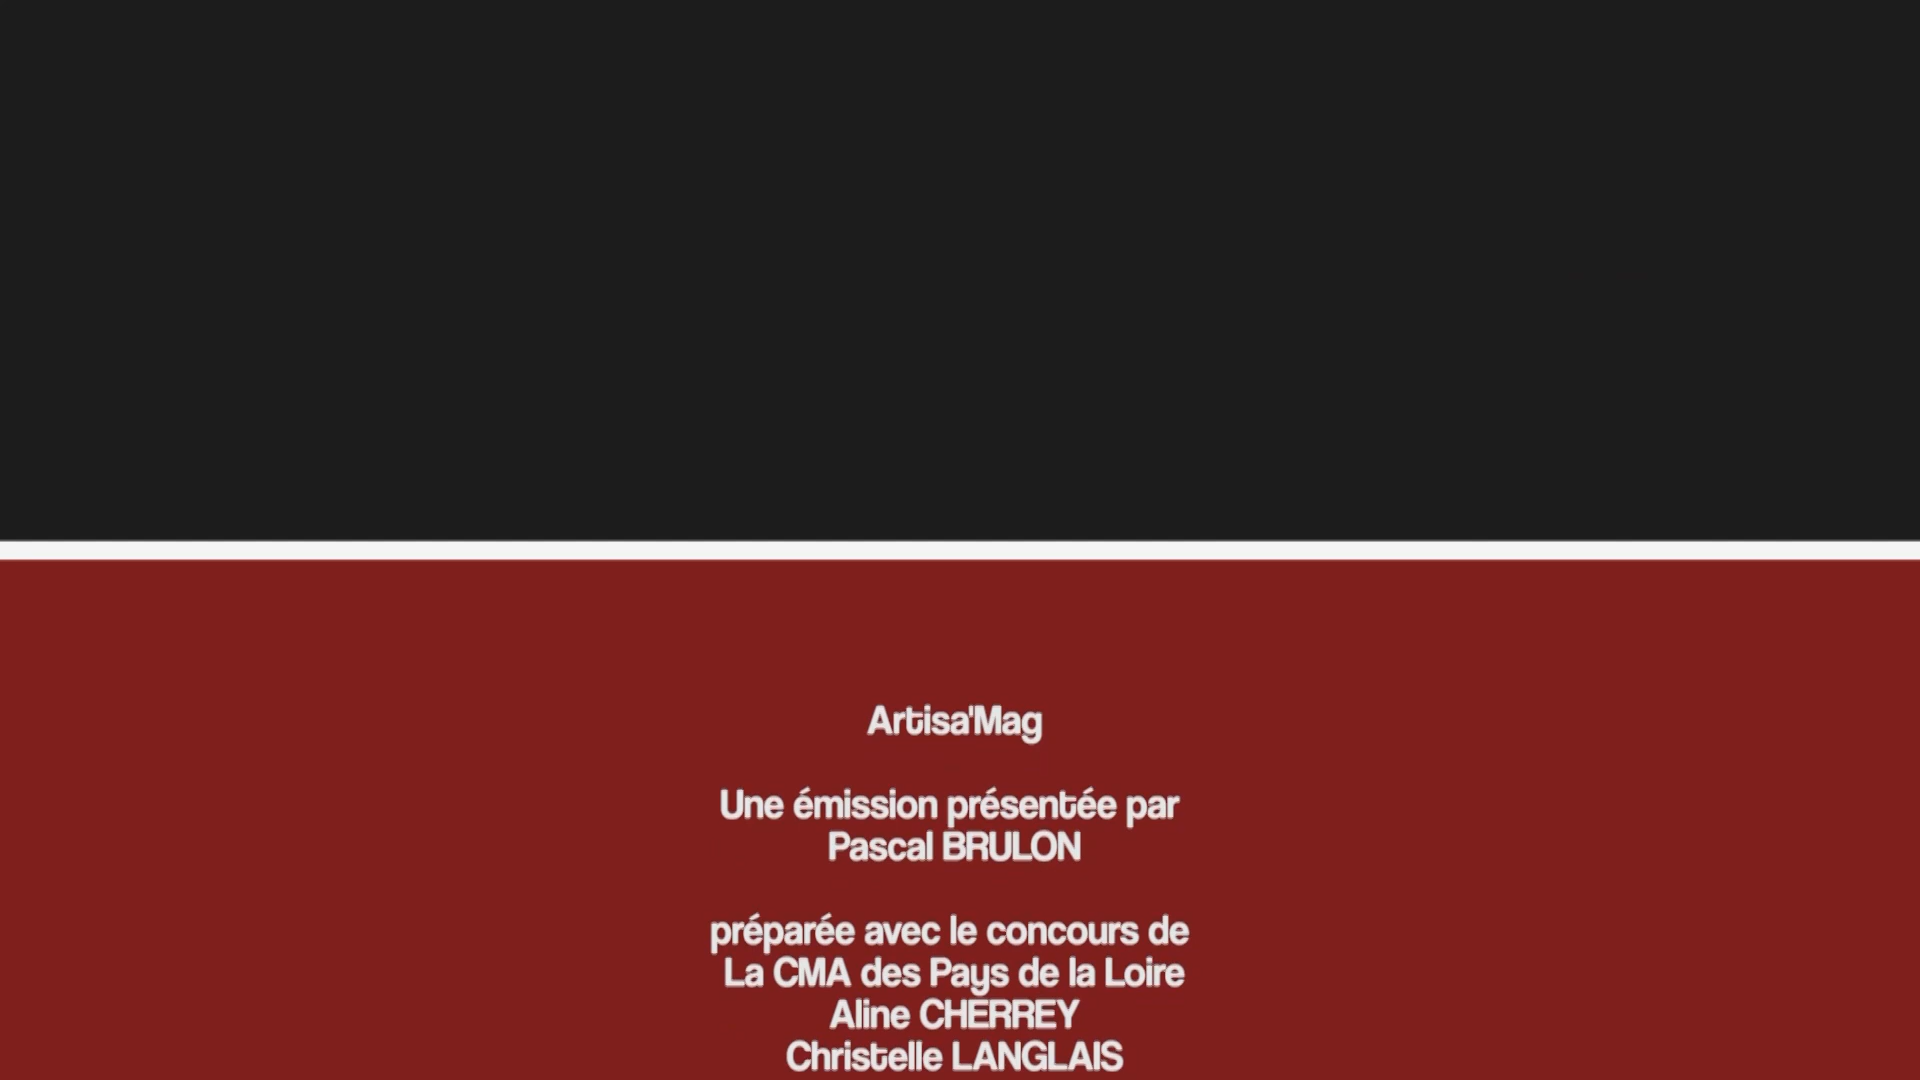 Artisa'Mag
Une émission présentée par
Pascal BRULON
préparée avec le concours de
La CMA des Pays de la Loire
Aline CHERREY
Christelle LANGLAIS